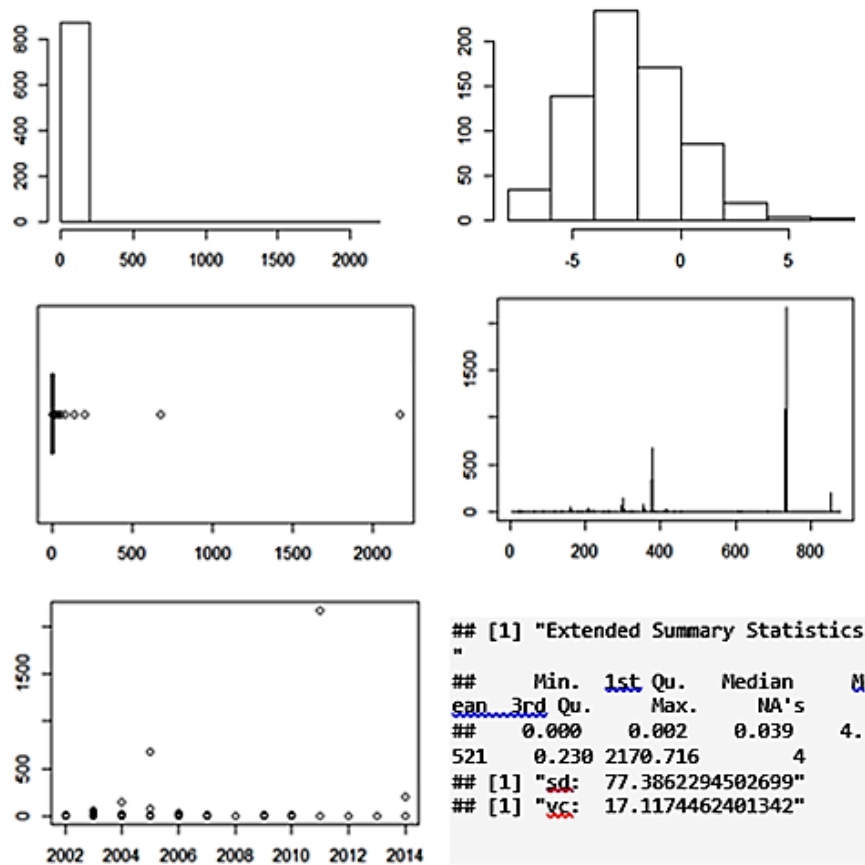 800
600
400
200
0
0 500 1000 1500 2000
200
150
100
50
0
-5 0 5
0 500 1000 1500 2000
1500
500
0
0 200 400 600 800
1500
500
0
2002 2004 2006 2008 2010 2012 2014
## [1] "Extended Summary Statistics
"
## Min. 1st Qu. Median M
ean 3rd Qu. Max. NA's
## 0.000 0.002 0.039 4.
521 0.230 2170.716 4
## [1] "sd: 77.3862294502699"
## [1] "vc: 17.1174462401342"